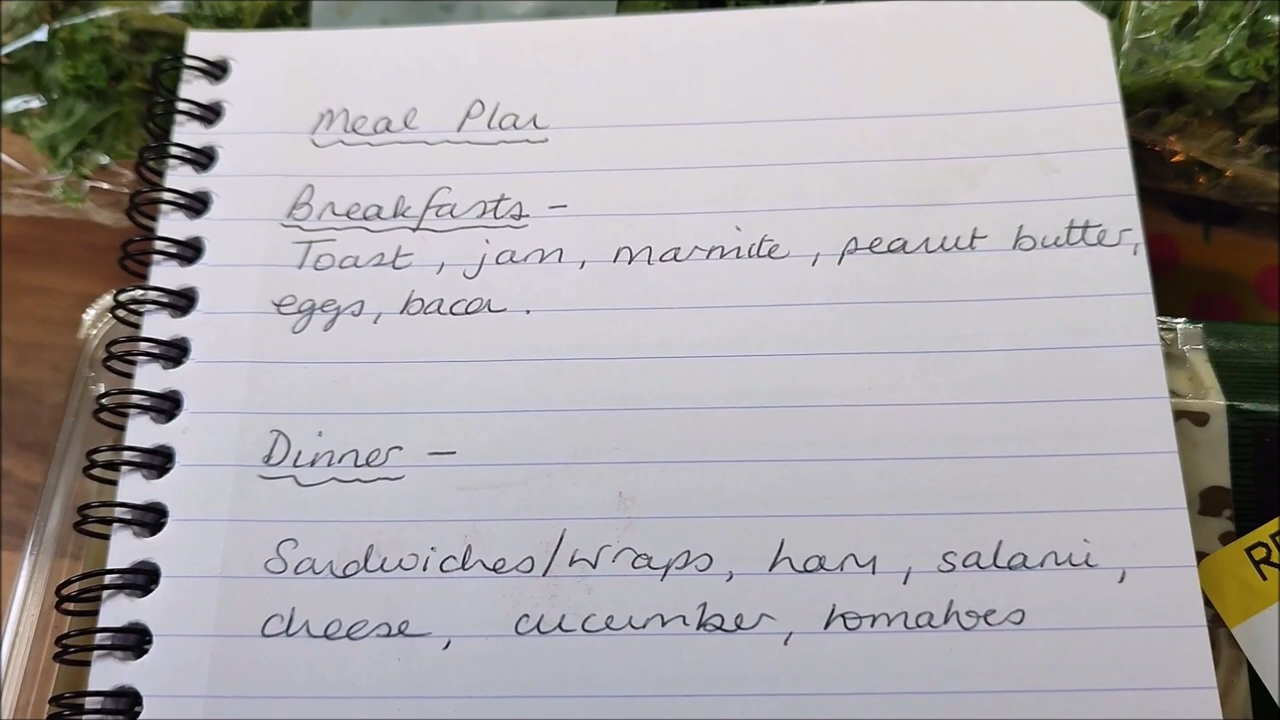 Meal Plan
Breakfasts -
Toast, jam, marmite, peanut butter,
eggs, bacon.
Dinner -
Sandwiches/wraps, ham, salami,
cheese, cucumber, tomatoes